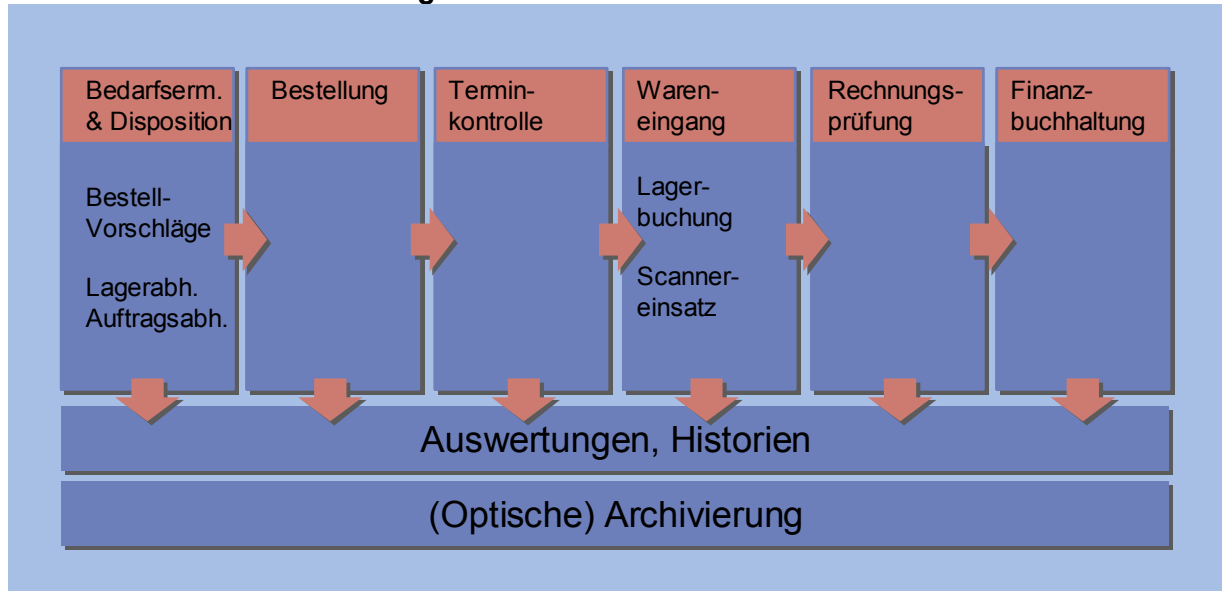 Bedarfserm.
& Disposition
Bestell-
Vorschläge
Lagerabh.
Auftragsabh.
Bestellung
Termin-
kontrolle
Waren-
eingang
Lager-
buchung
Scanner-
einsatz
Rechnungs-
prüfung
Finanz-
buchhaltung
Auswertungen, Historien
(Optische) Archivierung